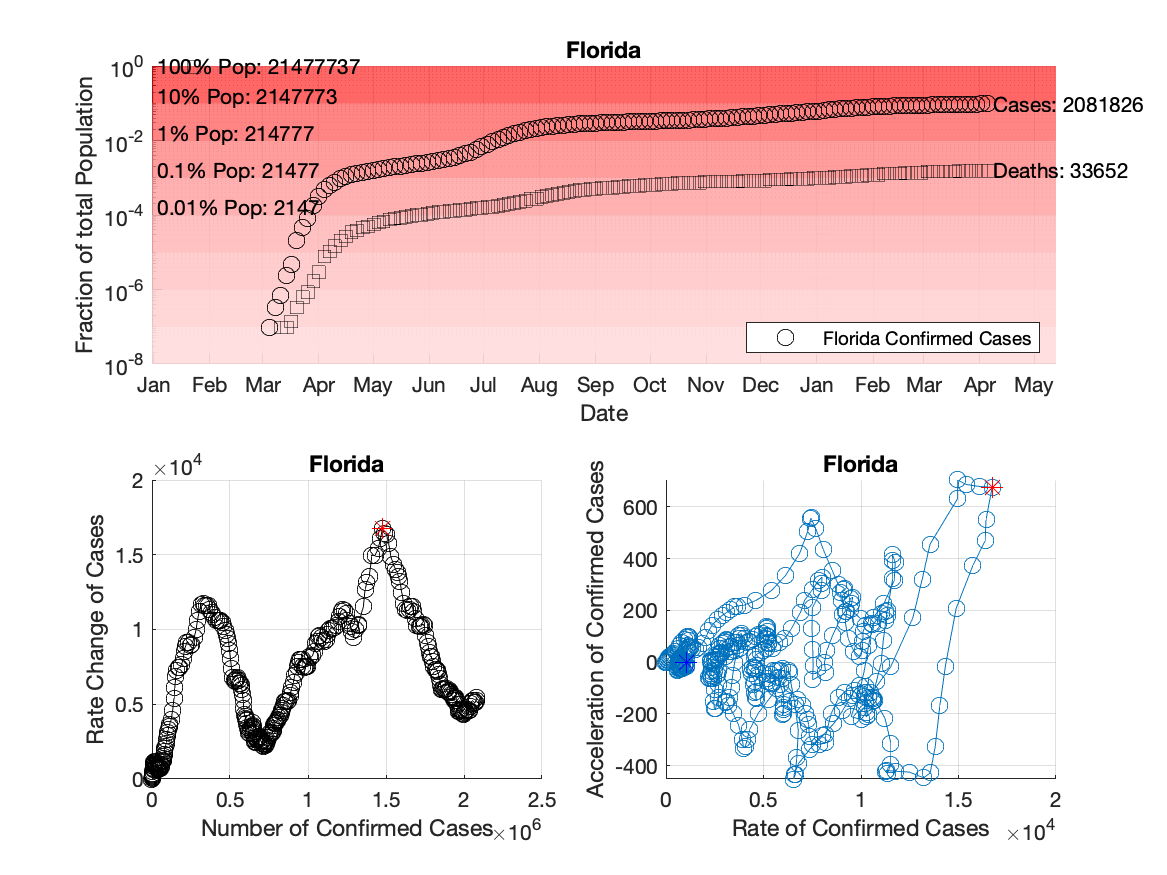 Florida
Fraction of total Population
10^0
10^-2
10^-4
10^-6
10^-8
100% Pop: 21477737
10% Pop: 2147773
1% Pop: 214777
0.1% Pop: 21477
0.01% Pop: 2147
Cases: 2081826
Deaths: 33652
Florida Confirmed Cases
Jan Feb Mar Apr May Jun Jul Aug Sep Oct Nov Dec Jan Feb Mar Apr May
Date
Florida
×10^4
Rate Change of Cases
2
1.5
1
0.5
0
0 0.5 1 1.5 2 2.5
Number of Confirmed Cases
×10^6
Florida
Acceleration of Confirmed Cases
600
400
200
0
-200
-400
0 0.5 1 1.5 2
Rate of Confirmed Cases
×10^4